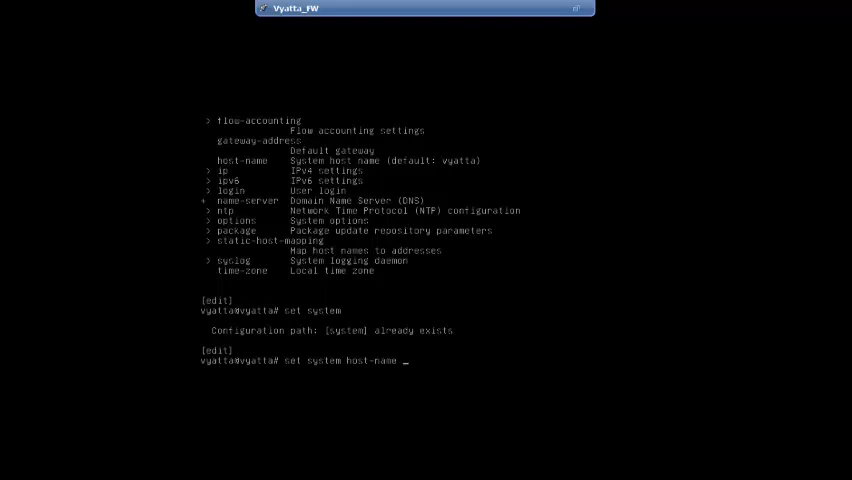 Vyatta_FW
> flow-accounting
Flow accounting settings
gateway-address
Default gateway
host-name System host name (default: vyatta)
> ip IPv4 settings
> ipv6 IPv6 settings
> login User login
+ name-server Domain Name Server (DNS)
> ntp Network Time Protocol (NTP) configuration
> options System options
> package Package update repository parameters
> static-host-mapping
Map host names to addresses
> syslog System logging daemon
time-zone Local time zone
[edit]
vyatta@vyatta# set system
Configuration path: [system] already exists
[edit]
vyatta@vyatta# set system host-name _